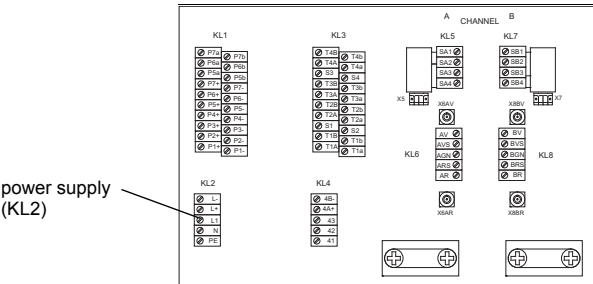 A CHANNEL B
KL1 KL3 KL5 KL7
P7a P7b
P6a P6b
P5a P5b
P7+ P7-
P6+ P6-
P5+ P5-
P4+ P4-
P3+ P3-
P2+ P2-
P1+ P1-
T4B T4b
T4A T4a
S3 S4
T3B T3b
T3A T3a
T2B T2b
T2A T2a
S1 S2
T1B T1b
T1A T1a
SA1
SA2
SA3
SA4
X5
SB1
SB2
SB3
SB4
X7
X6AV X8BV
KL6
AV
AVS
AGN
ARS
AR
BV
BVS
BGN
BRS
BR
KL8
X6AR X8BR
power supply
(KL2)
KL2
L-
L+
L1
N
PE
KL4
4B-
4A+
43
42
41